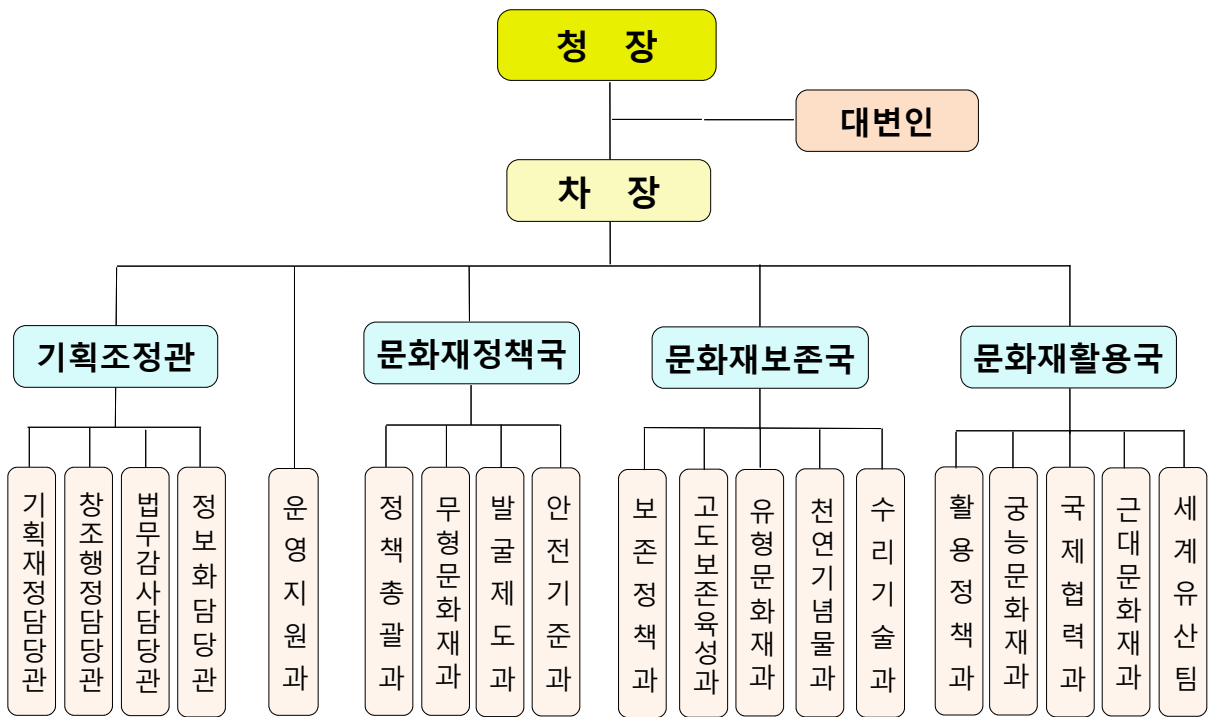 청 장
대변인
차 장
기획조정관
문화재정책국
문화재보존국
문화재활용국
기획재정담당관
창조행정담당관
법무감사담당관
정보화담당관
운영지원과
정책총괄과
무형문화재과
발굴제도과
안전기준과
보존정책과
고도보존육성과
유형문화재과
천연기념물과
수리기술과
활용정책과
궁능문화재과
국제협력과
근대문화재과
세계유산팀